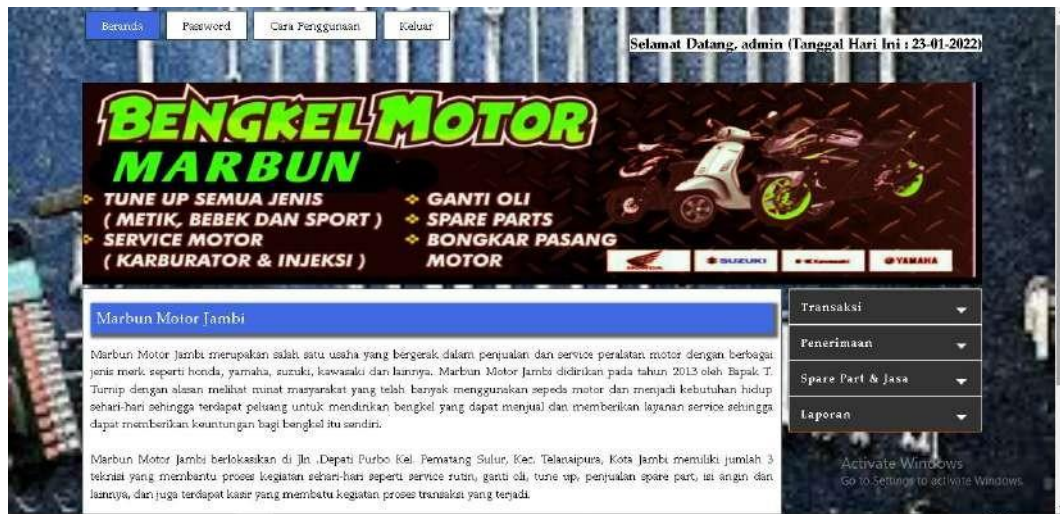 Beranda
Password
Cara Penggunaan
Keluar
Selamat Datang, admin (Tanggal Hari Ini : 23-01-2022)
BENGKEL MOTOR
MARBUN
TUNE UP SEMUA JENIS
( METIK, BEBEK DAN SPORT )
SERVICE MOTOR
( KARBURATOR & INJEKSI )
GANTI OLI
SPARE PARTS
BONGKAR PASANG
MOTOR
HONDA
SUZUKI
Kawasaki
YAMAHA
Marbun Motor Jambi
Marbun Motor Jambi merupakan salah satu usaha yang bergerak dalam penjualan dan service peralatan motor dengan berbagai
jenis merk seperti honda, yamaha, suzuki, kawasaki dan lainnya. Marbun Motor Jambi didirikan pada tahun 2013 oleh Bapak T.
Turnip dengan alasan melihat minat masyarakat yang telah banyak menggunakan sepeda motor dan menjadi kebutuhan hidup
sehari-hari sehingga terdapat peluang untuk mendirikan bengkel yang dapat menjual dan memberikan layanan service sehingga
dapat memberikan keuntungan bagi bengkel itu sendiri.
Marbun Motor Jambi berlokasikan di Jln .Depati Purbo Kel. Pematang Sulur, Kec. Telanaipura, Kota Jambi memiliki jumlah 3
teknisi yang membantu proses kegiatan sehari-hari seperti service rutin, ganti oli, tune up, penjualan spare part, isi angin dan
lainnya, dan juga terdapat kasir yang membatu kegiatan proses transaksi yang terjadi.
Transaksi
Penerimaan
Spare Part & Jasa
Laporan
Activate Windows
Go to Settings to activate Windows.